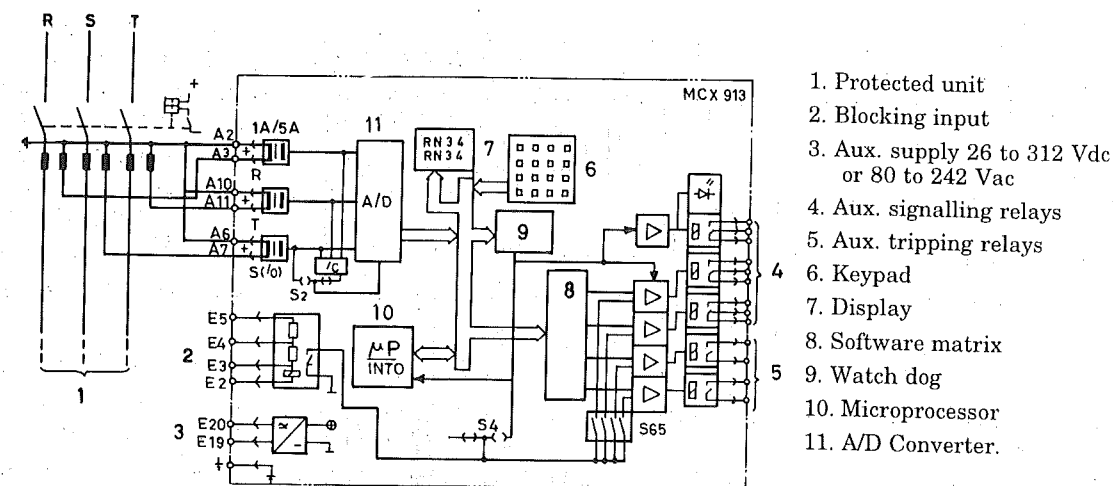 R S T
MCX 913
1A/5A
11
A2
A3
+
R
A10
A11
+
T
A6
A7
+
S(I0)
A/D
I/C
S2
RN34
RN34
7
6
9
8
10
µP
INTO
E5
E4
E3
E2
2
E20
E19
3
S4
S65
4
5
1
1. Protected unit
2. Blocking input
3. Aux. supply 26 to 312 Vdc
or 80 to 242 Vac
4. Aux. signalling relays
5. Aux. tripping relays
6. Keypad
7. Display
8. Software matrix
9. Watch dog
10. Microprocessor
11. A/D Converter.